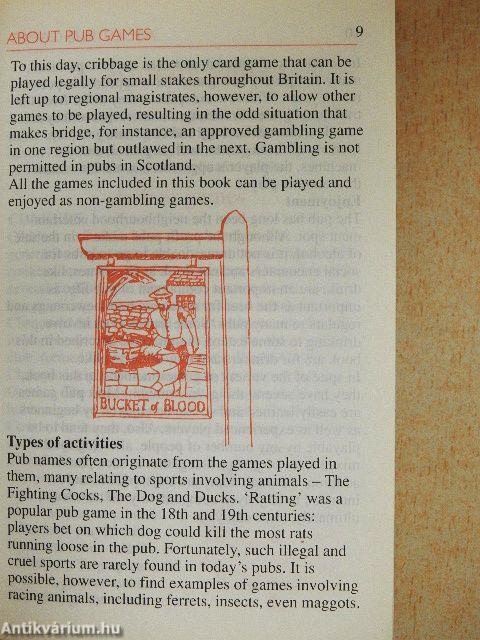 ABOUT PUB GAMES 9
To this day, cribbage is the only card game that can be
played legally for small stakes throughout Britain. It is
left up to regional magistrates, however, to allow other
games to be played, resulting in the odd situation that
makes bridge, for instance, an approved gambling game
in one region but outlawed in the next. Gambling is not
permitted in pubs in Scotland.
All the games included in this book can be played and
enjoyed as non-gambling games.
BUCKET of BLOOD
Types of activities
Pub names often originate from the games played in
them, many relating to sports involving animals – The
Fighting Cocks, The Dog and Ducks. ‘Ratting’ was a
popular pub game in the 18th and 19th centuries:
players bet on which dog could kill the most rats
running loose in the pub. Fortunately, such illegal and
cruel sports are rarely found in today's pubs. It is
possible, however, to find examples of games involving
racing animals, including ferrets, insects, even maggots.
Antikvárium.hu